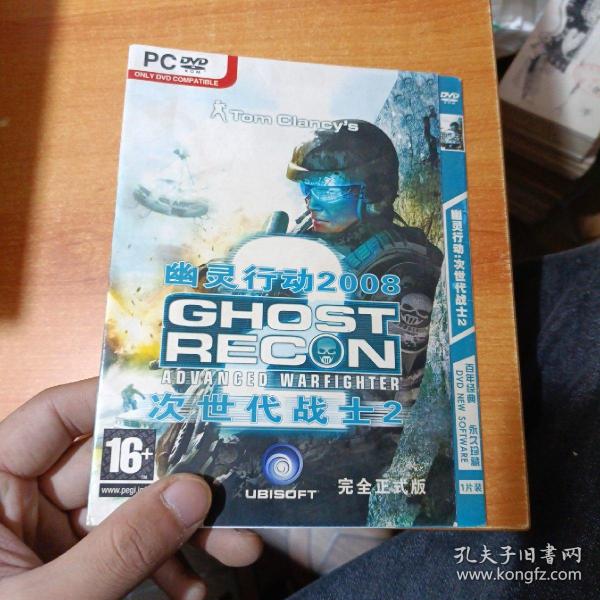 PC DVD ROM
ONLY DVD COMPATIBLE
Tom Clancy's
幽灵行动2008
2
GHOST
RECON
ADVANCED WARFIGHTER
次世代战士2
16+
www.pegi.in
UBISOFT
TM
完全正式版
DVD
幽灵行动:次世代战士2
百年经典 永久珍藏
DVD NEW SOFTWARE
1片装
孔夫子旧书网
www.kongfz.com